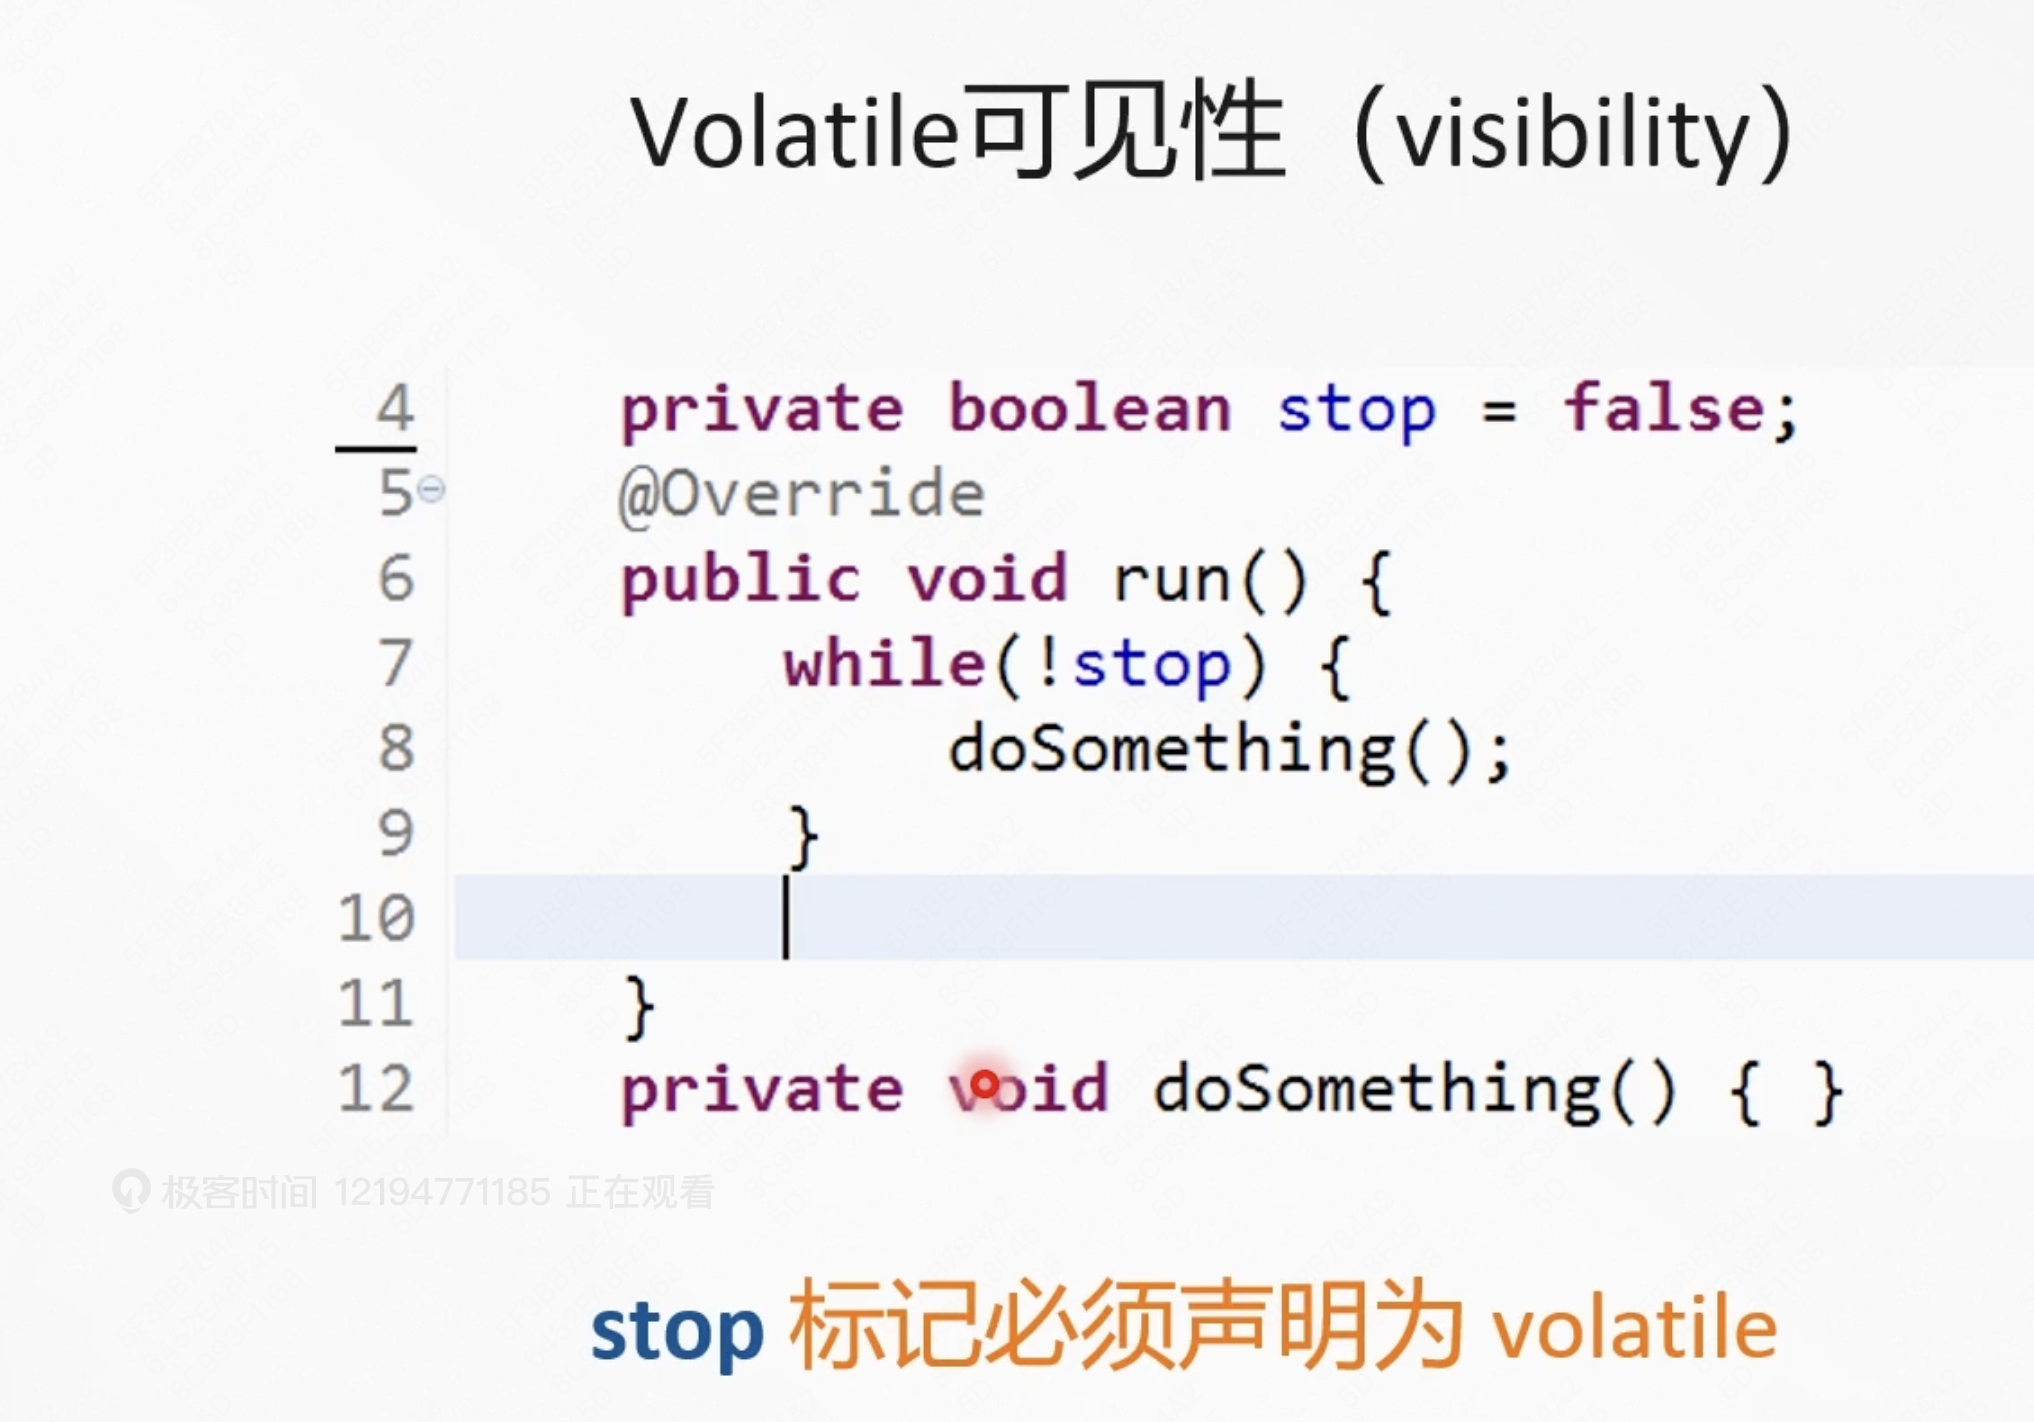 Volatile可见性（visibility）
4 private boolean stop = false;
5 @Override
6 public void run() {
7 while(!stop) {
8 doSomething();
9 }
10
11 }
12 private void doSomething() { }
极客时间 12194771185 正在观看
stop 标记必须声明为 volatile